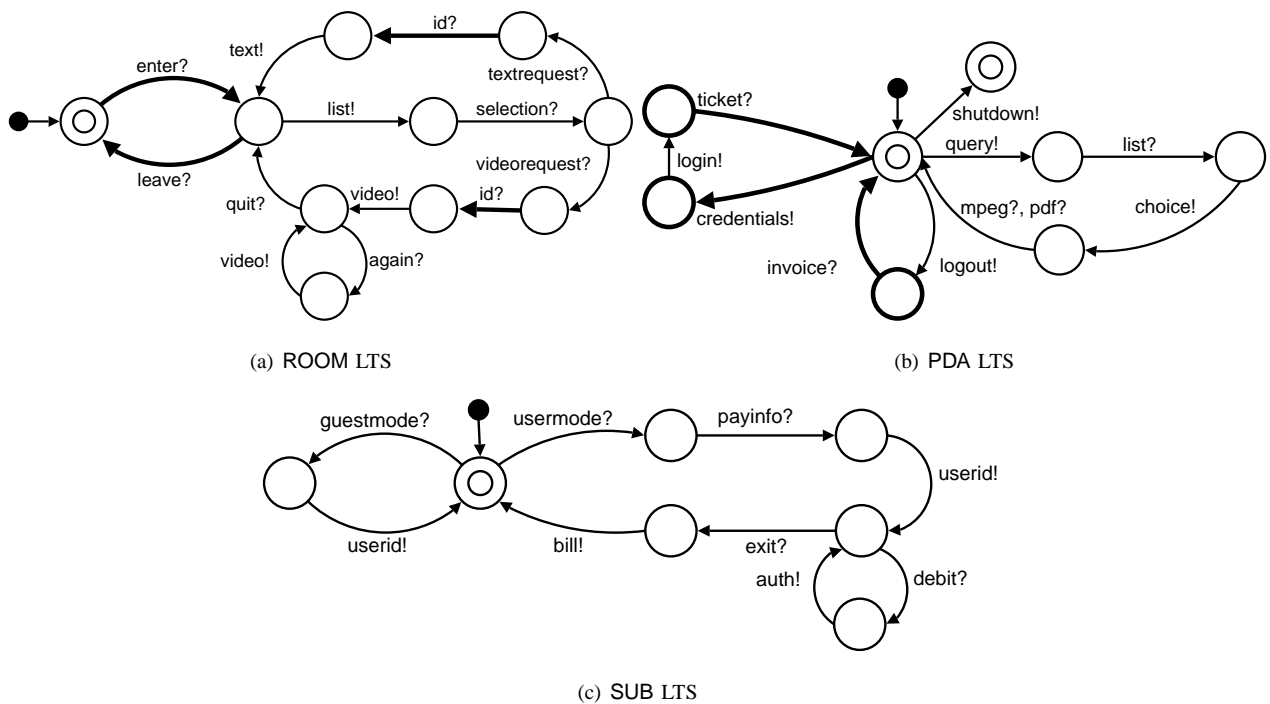 id?
text!
enter?
textrequest?
list!
selection?
leave?
videorequest?
quit?
video!
id?
video!
again?
(a) ROOM LTS
ticket?
shutdown!
login!
query!
list?
credentials!
mpeg?, pdf?
choice!
invoice?
logout!
(b) PDA LTS
guestmode?
usermode?
payinfo?
userid!
userid!
bill!
exit?
auth!
debit?
(c) SUB LTS